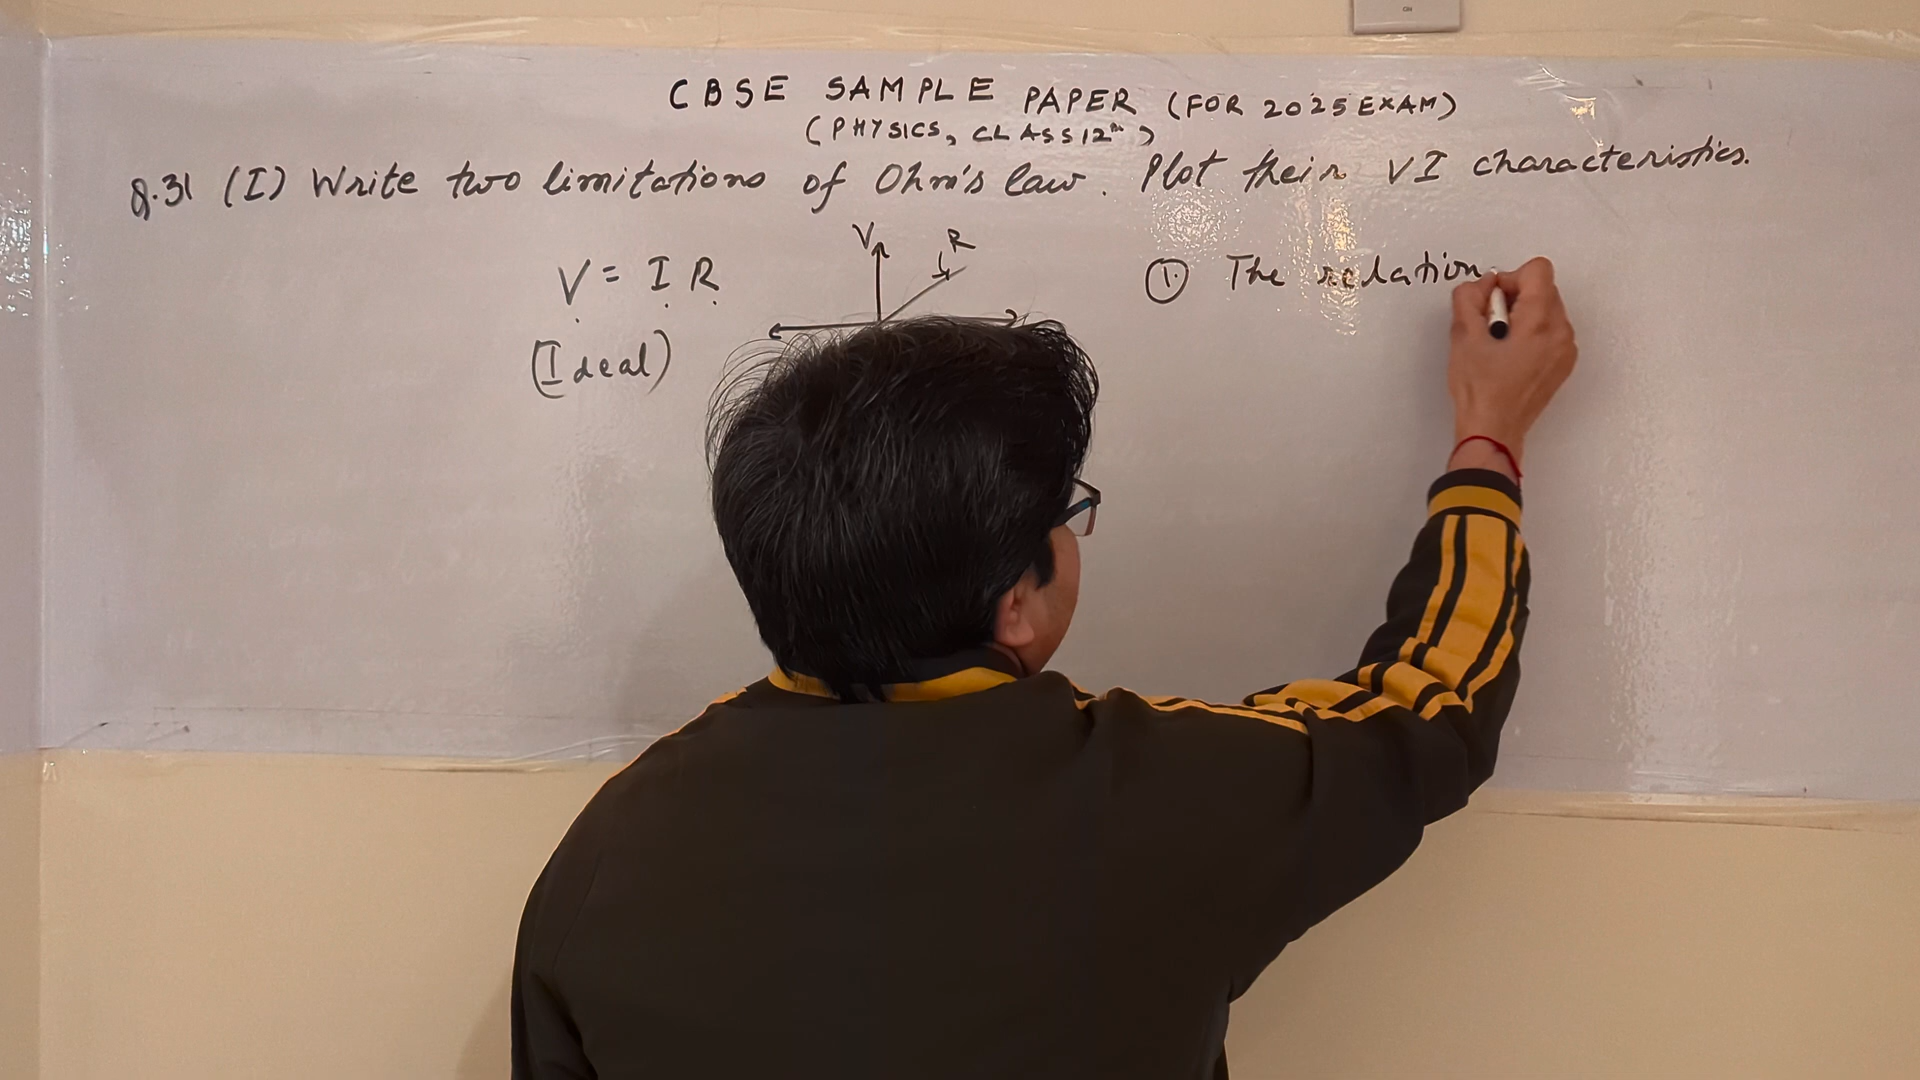 CBSE SAMPLE PAPER (FOR 2025 EXAM)
(PHYSICS, CLASS 12th)
Q.31 (I) Write two limitations of Ohm's law. Plot their VI characteristics.
V = I R
(Ideal)
V
R
① The relation